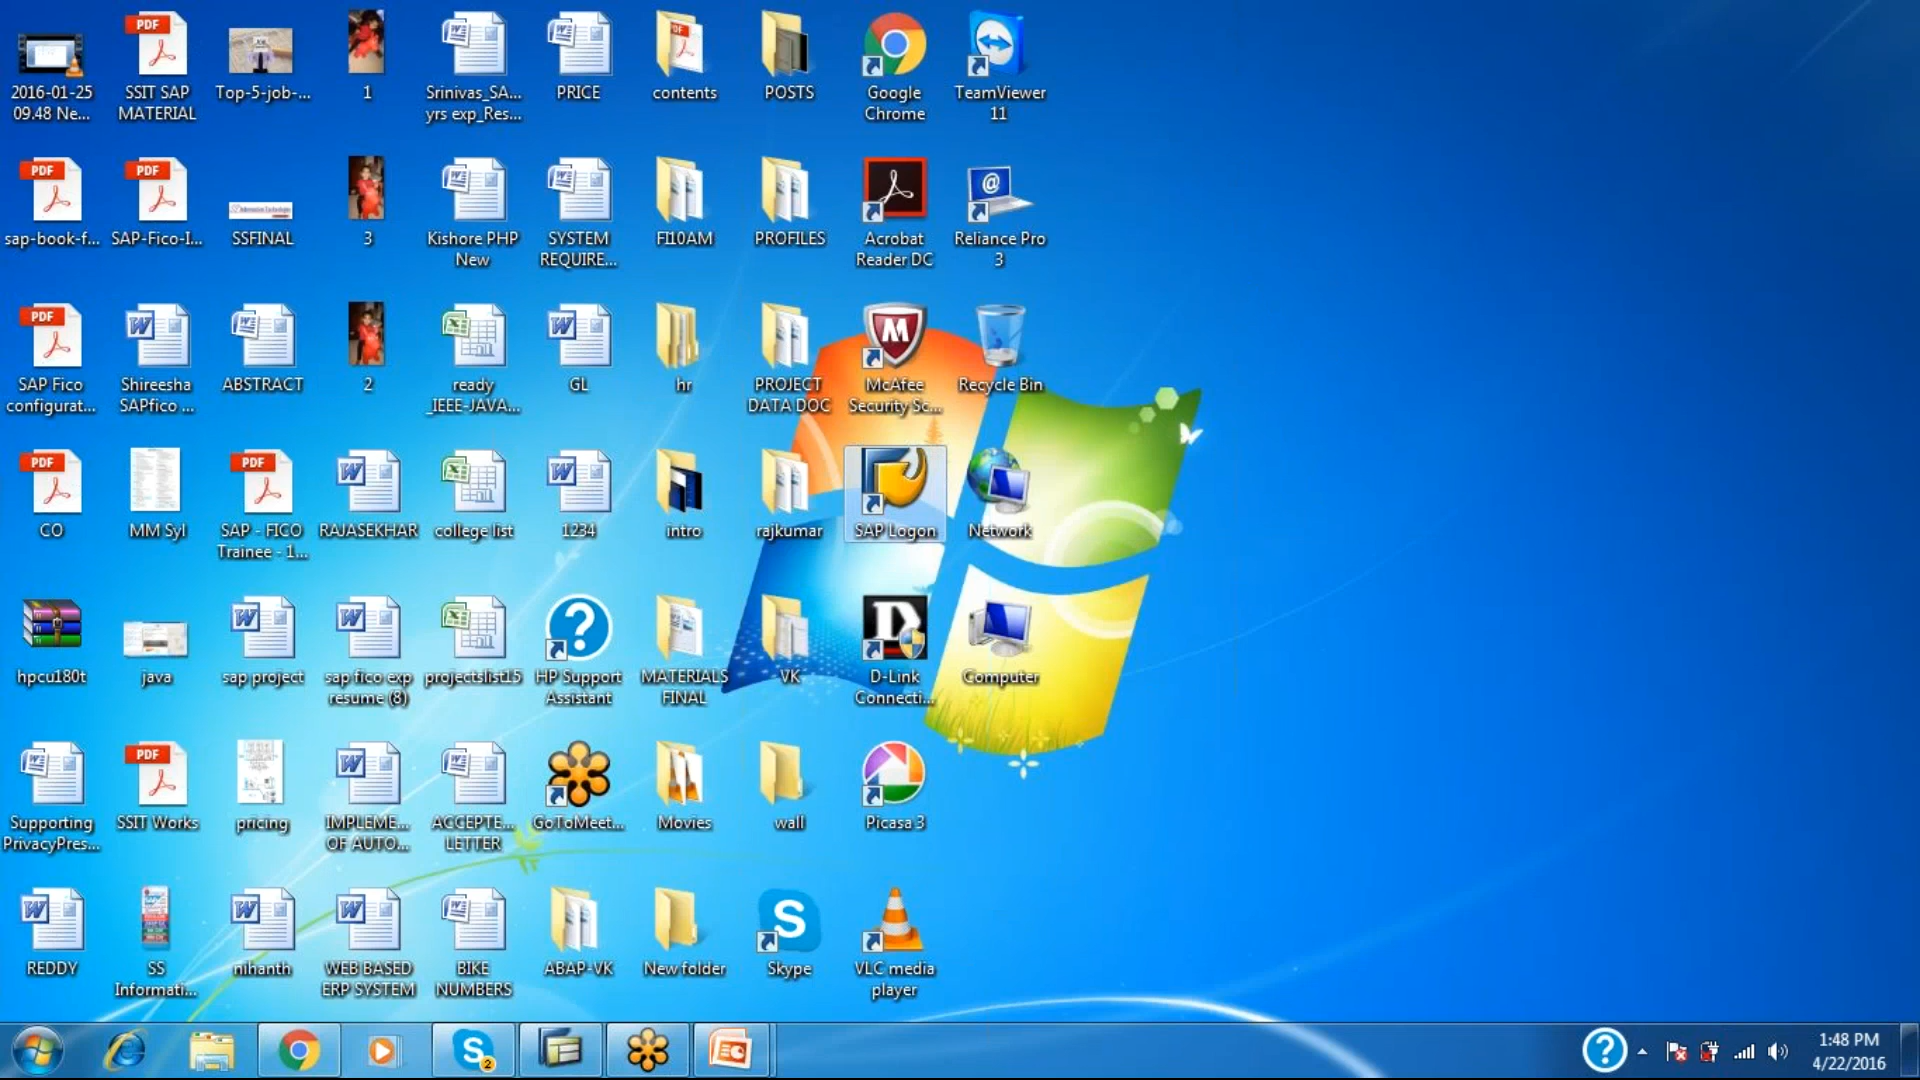 2016-01-25
09.48 Ne...
SSIT SAP
MATERIAL
Top-5-job-...
1
Srinivas_SA...
yrs exp_Res...
PRICE
contents
POSTS
Google
Chrome
TeamViewer
11
sap-book-f...
SAP-Fico-I...
SSFINAL
3
Kishore PHP
New
SYSTEM
REQUIRE...
FI10AM
PROFILES
Acrobat
Reader DC
Reliance Pro
3
SAP Fico
configurat...
Shireesha
SAPfico ...
ABSTRACT
2
ready
_IEEE-JAVA...
GL
hr
PROJECT
DATA DOC
McAfee
Security Sc...
Recycle Bin
CO
MM Syl
SAP - FICO
Trainee - 1...
RAJASEKHAR
college list
1234
intro
rajkumar
SAP Logon
Network
hpcu180t
java
sap project
sap fico exp
resume (8)
projectslist15
HP Support
Assistant
MATERIALS
FINAL
VK
D-Link
Connecti...
Computer
Supporting
PrivacyPres...
SSIT Works
pricing
IMPLEME...
OF AUTO...
ACCEPTE...
LETTER
GoToMeet...
Movies
wall
Picasa 3
REDDY
SS
Informati...
nihanth
WEB BASED
ERP SYSTEM
BIKE
NUMBERS
ABAP-VK
New folder
Skype
VLC media
player
1:48 PM
4/22/2016